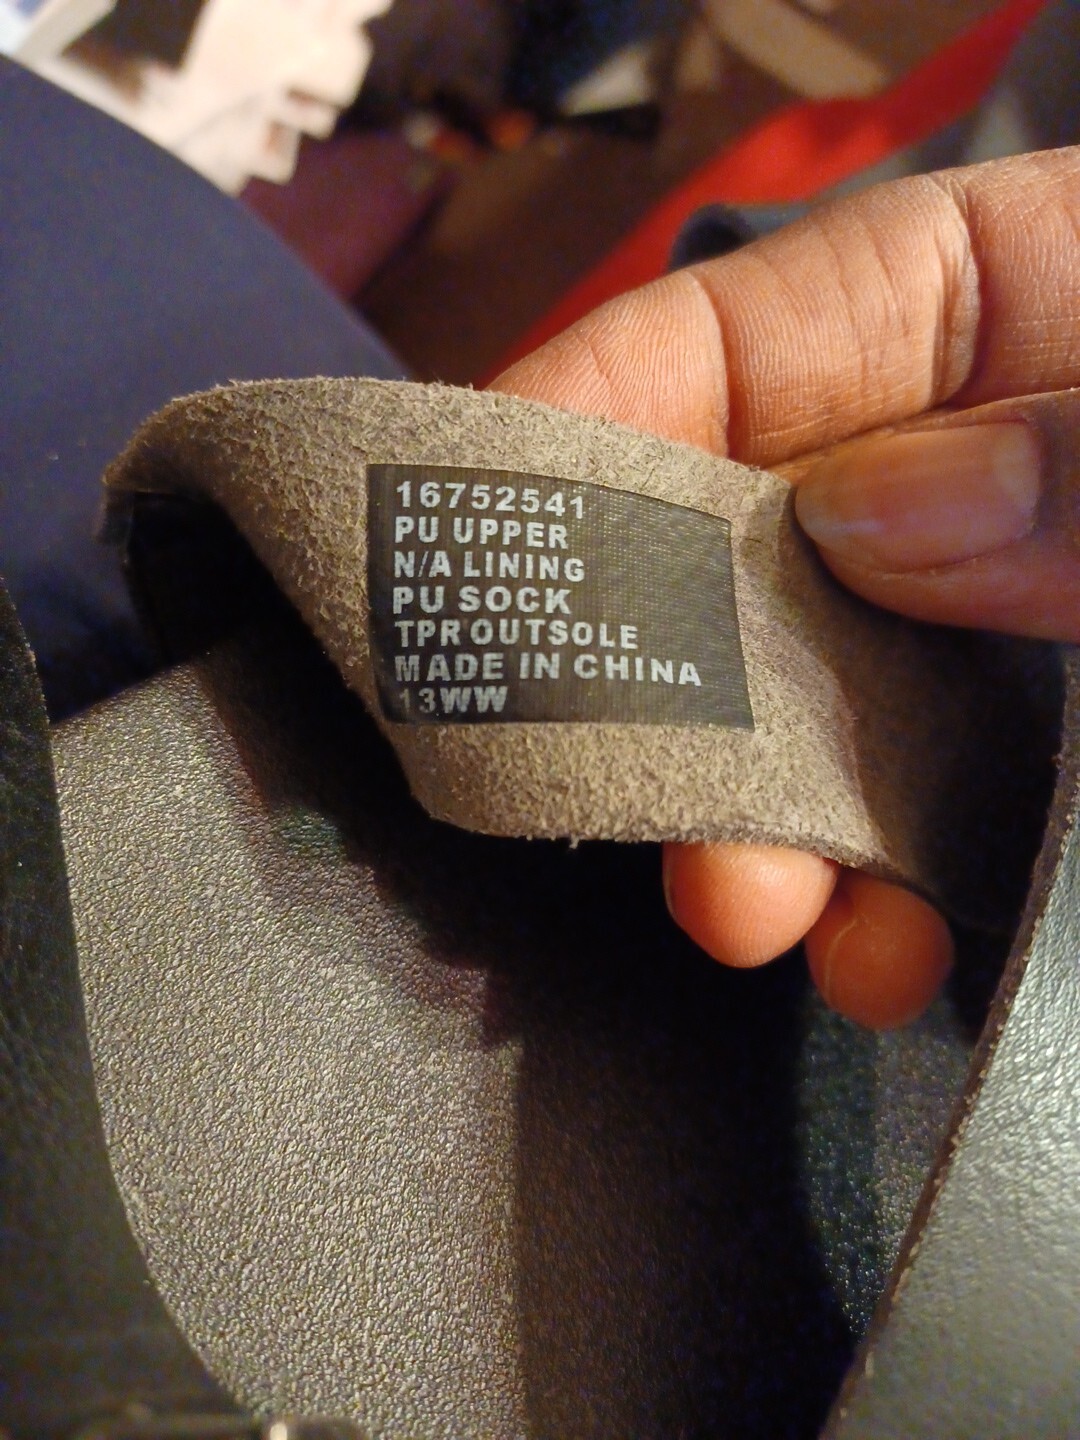 16752541
PU UPPER
N/A LINING
PU SOCK
TPR OUTSOLE
MADE IN CHINA
13WW